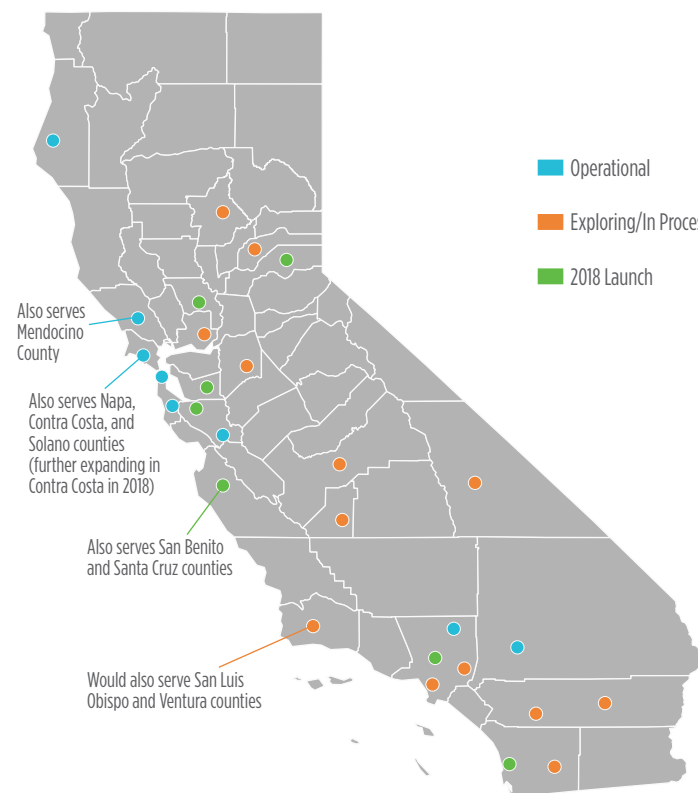 Operational
Exploring/In Proces
2018 Launch
Also serves
Mendocino
County
Also serves Napa,
Contra Costa, and
Solano counties
(further expanding in
Contra Costa in 2018)
Also serves San Benito
and Santa Cruz counties
Would also serve San Luis
Obispo and Ventura counties